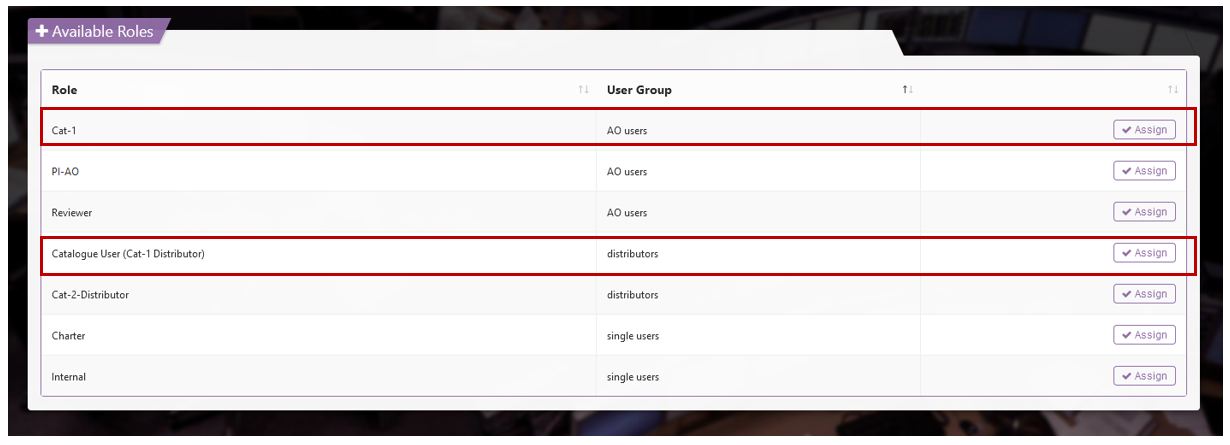 Available Roles
Role User Group
Cat-1 AO users Assign
PI-AO AO users Assign
Reviewer AO users Assign
Catalogue User (Cat-1 Distributor) distributors Assign
Cat-2-Distributor distributors Assign
Charter single users Assign
Internal single users Assign